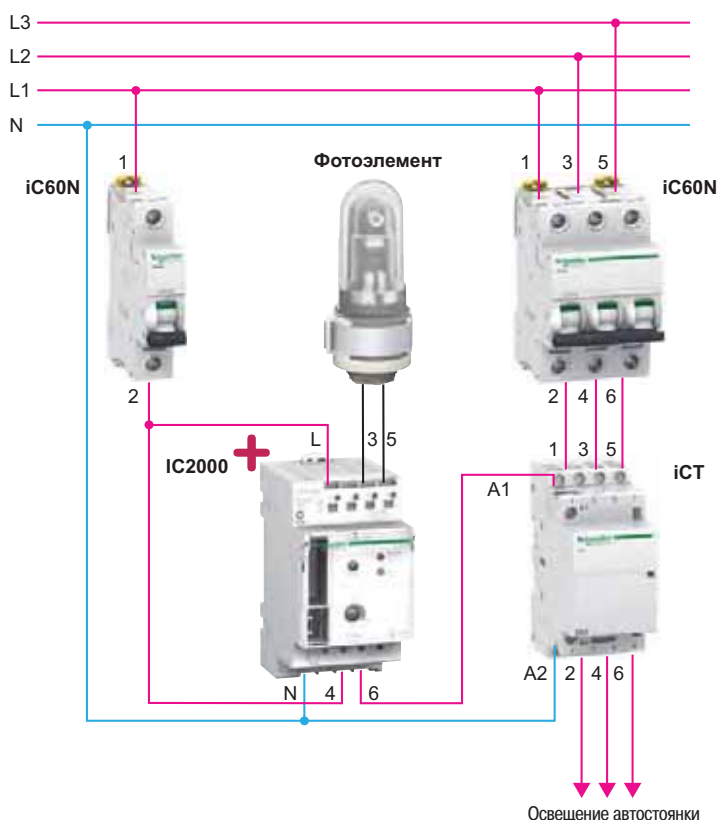 L3
L2
L1
N
1
Фотоэлемент
1 3 5
iC60N
iC60N
2
2 4 6
L
3 5
1 3 5
IC2000
A1
iCT
N 4 6
A2 2 4 6
Освещение автостоянки